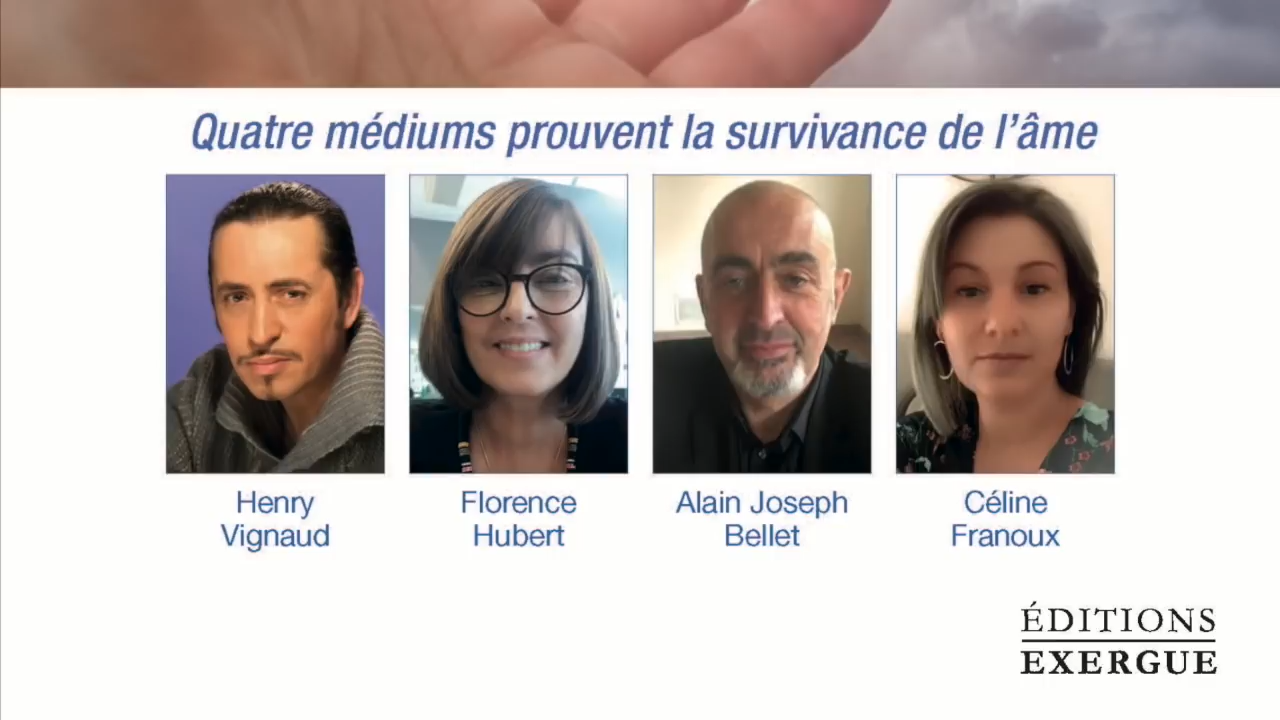 Quatre médiums prouvent la survivance de l'âme
Henry
Vignaud
Florence
Hubert
Alain Joseph
Bellet
Céline
Franoux
ÉDITIONS
EXERGUE